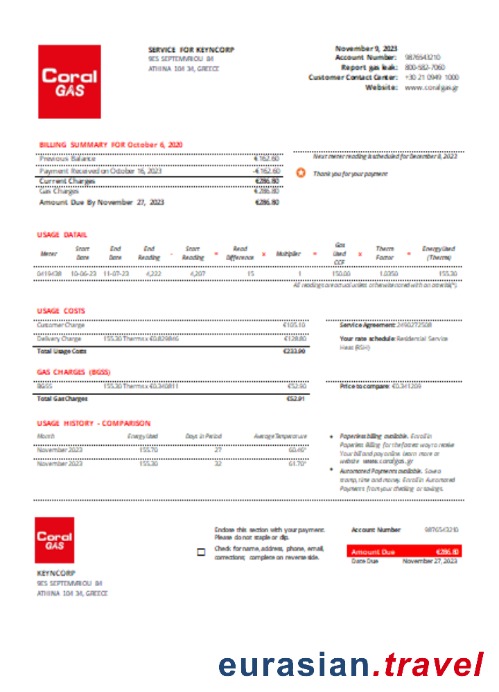 Coral
GAS
SERVICE FOR KEYNCORP
9ES SEPTEMVRIOU 84
ATHINA 104 34, GREECE
November 9, 2023
Account Number: 9876543210
Report gas leak: 800-582-7060
Customer Contact Center: +30 21 0949 1000
Website: www.coralgas.gr
BILLING SUMMARY FOR October 6, 2020
Previous Balance €162.60
Payment Received on October 16, 2023 -€162.60
Current Charges €286.80
Gas Charges €286.80
Amount Due By November 27, 2023 €286.80
Next meter reading is scheduled for December 8, 2023
Thank you for your payment
USAGE DATAIL
Meter Start Date End Date End Reading - Start Reading = Read Difference x Multiplier = Gas Used CCF x Therm Factor = Energy Used (Therms)
0419438 10-06-23 11-07-23 4,222 4,207 15 1 150.00 1.0350 155.30
All readings are actual unless otherwise noted with an asterisk(*).
USAGE COSTS
Customer Charge €105.10
Delivery Charge 155.30 Therms x €0.829846 €128.80
Total Usage Costs €233.90
Service Agreement: 2490272508
Your rate schedule: Residential Service
Heat (RSH)
GAS CHARGES (BGSS)
BGSS 155.30 Therms x €0.340811 €52.90
Total Gas Charges €52.91
Price to compare: €0.341209
USAGE HISTORY - COMPARISON
Month Energy Used Days in Period Average Temperature
November 2023 155.70 27 60.46°
November 2023 155.30 32 61.70°
• Paperless billing available. Enroll in
Paperless Billing for the fastest way to receive
Your bill and pay online. Learn more at
website www.coralgas.gr
• Automated Payments available. Save a
stamp, time and money. Enroll in Automated
Payments from your checking or savings.
Coral
GAS
KEYNCORP
9ES SEPTEMVRIOU 84
ATHINA 104 34, GREECE
Enclose this section with your payment.
Please do not staple or clip.
Check for name, address, phone, email,
corrections; complete on reverse side.
Account Number 9876543210
Amount Due €286.80
Date Due November 27, 2023
eurasian.travel